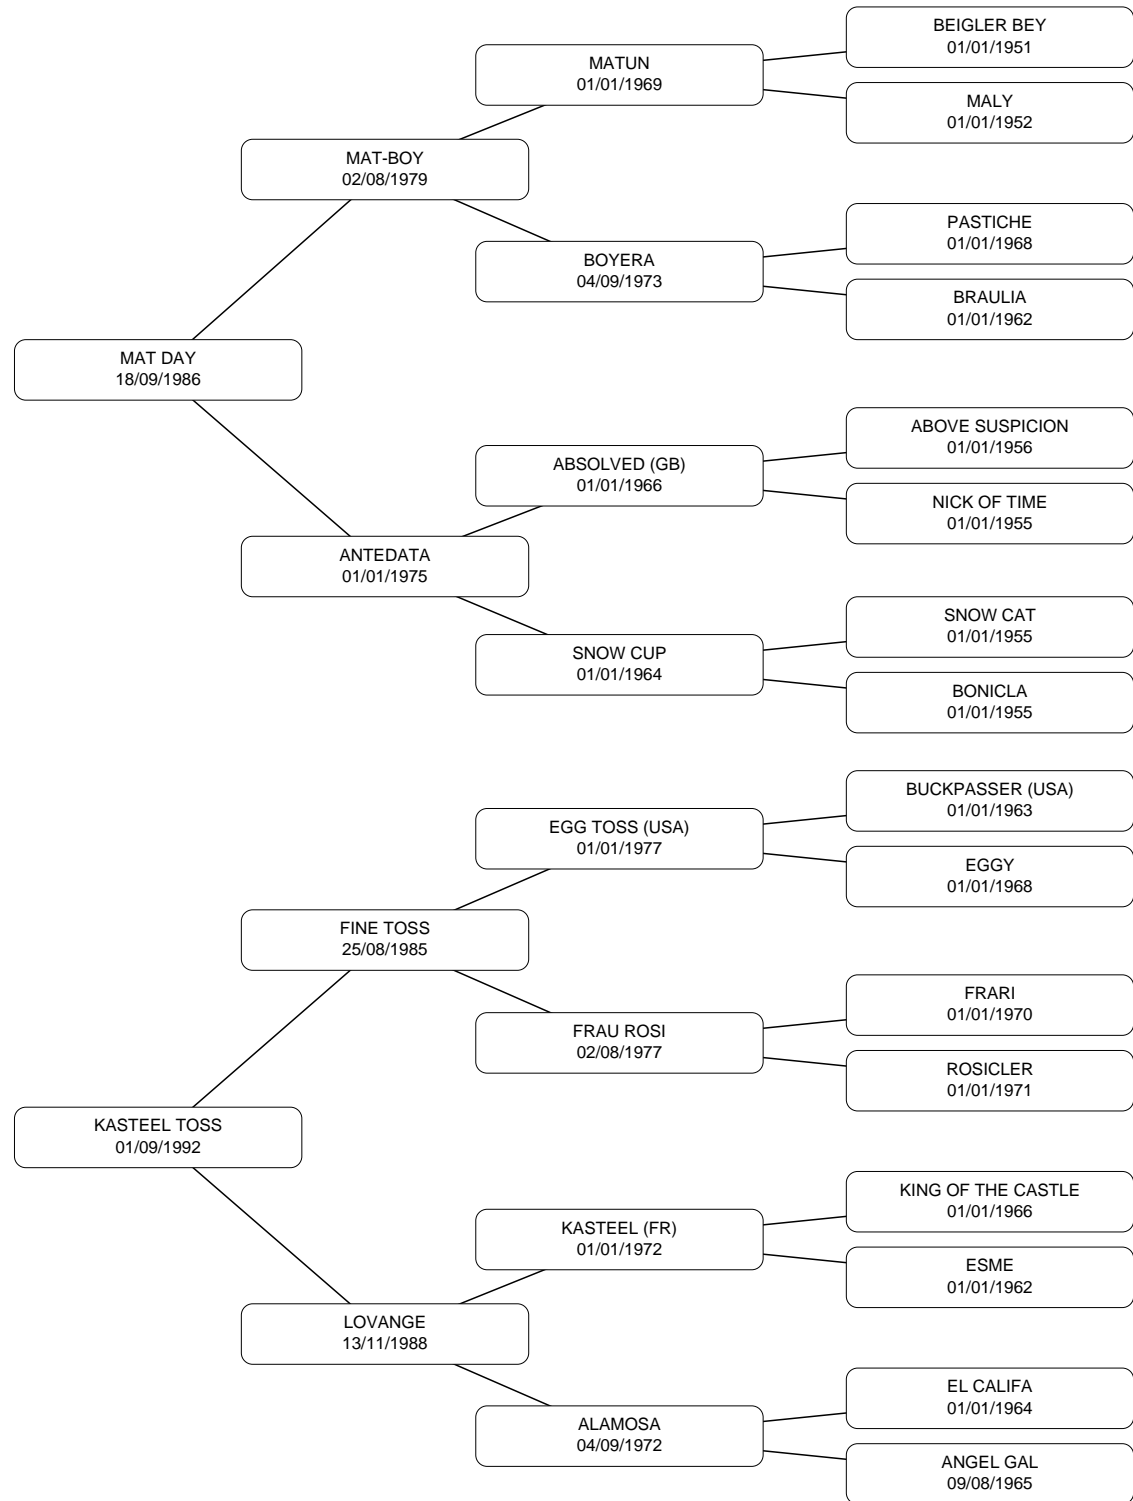 BEIGLER BEY
01/01/1951
MATUN
01/01/1969
MALY
01/01/1952
MAT-BOY
02/08/1979
PASTICHE
01/01/1968
BOYERA
04/09/1973
BRAULIA
01/01/1962
MAT DAY
18/09/1986
ABOVE SUSPICION
01/01/1956
ABSOLVED (GB)
01/01/1966
NICK OF TIME
01/01/1955
ANTEDATA
01/01/1975
SNOW CAT
01/01/1955
SNOW CUP
01/01/1964
BONICLA
01/01/1955
BUCKPASSER (USA)
01/01/1963
EGG TOSS (USA)
01/01/1977
EGGY
01/01/1968
FINE TOSS
25/08/1985
FRARI
01/01/1970
FRAU ROSI
02/08/1977
ROSICLER
01/01/1971
KASTEEL TOSS
01/09/1992
KING OF THE CASTLE
01/01/1966
KASTEEL (FR)
01/01/1972
ESME
01/01/1962
LOVANGE
13/11/1988
EL CALIFA
01/01/1964
ALAMOSA
04/09/1972
ANGEL GAL
09/08/1965